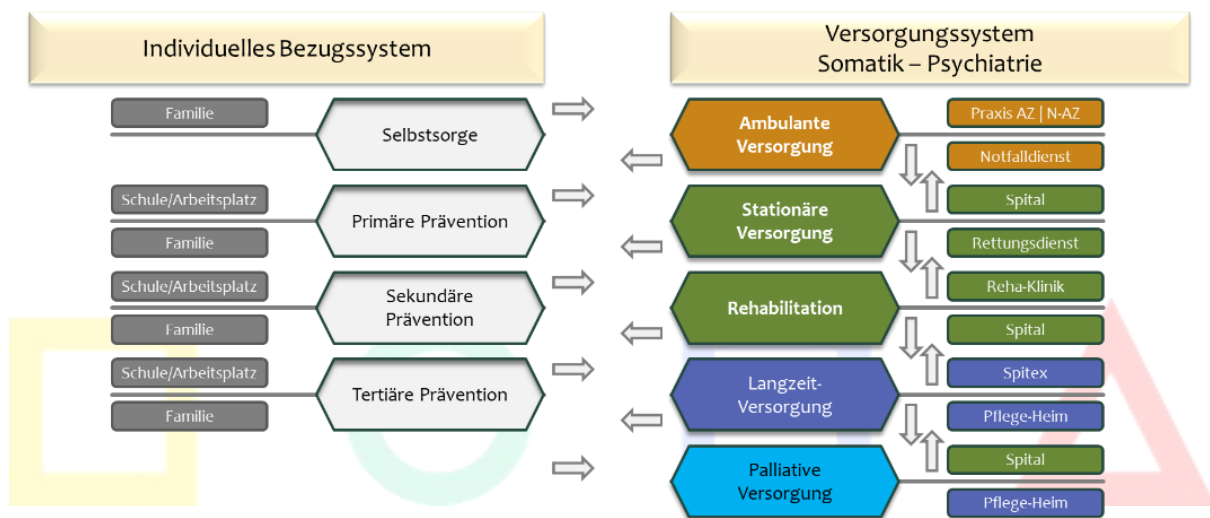 Individuelles Bezugssystem
Versorgungssystem
Somatik – Psychiatrie
Familie
Selbstsorge
Ambulante
Versorgung
Praxis AZ | N-AZ
Notfalldienst
Schule/Arbeitsplatz
Familie
Primäre Prävention
Stationäre
Versorgung
Spital
Rettungsdienst
Schule/Arbeitsplatz
Familie
Sekundäre
Prävention
Rehabilitation
Reha-Klinik
Spital
Schule/Arbeitsplatz
Familie
Tertiäre Prävention
Langzeit-
Versorgung
Spitex
Pflege-Heim
Palliative
Versorgung
Spital
Pflege-Heim